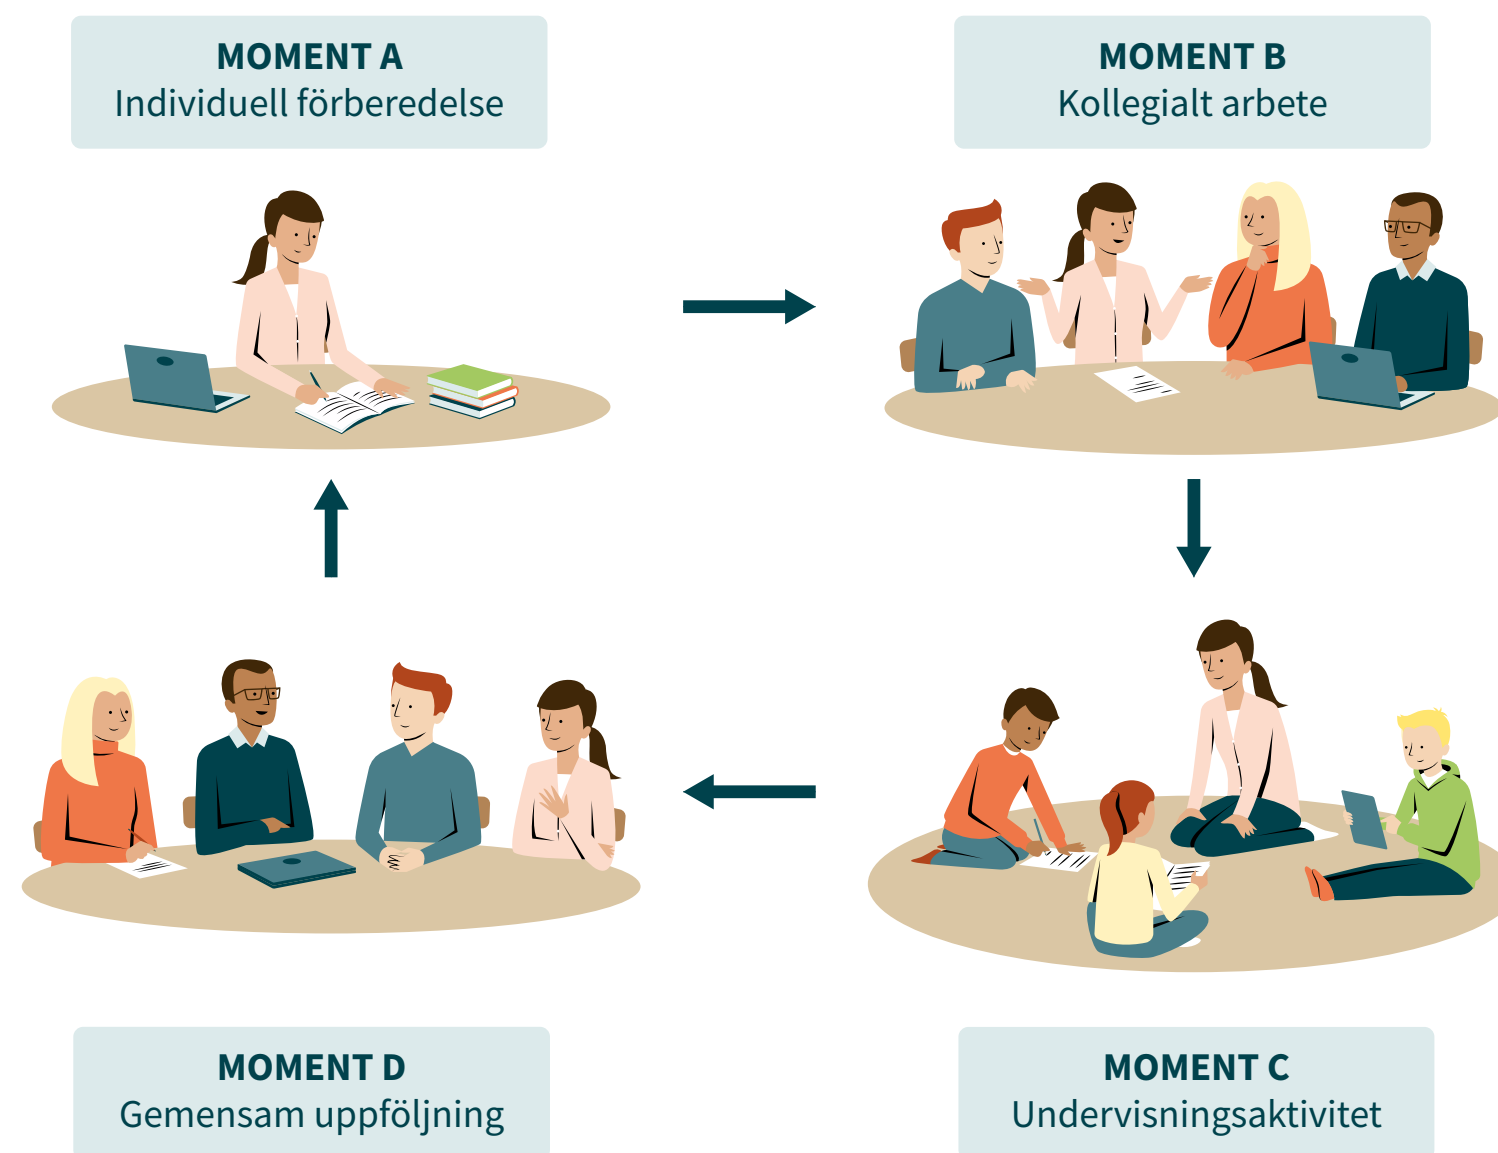 MOMENT A
Individuell förberedelse
MOMENT B
Kollegialt arbete
MOMENT D
Gemensam uppföljning
MOMENT C
Undervisningsaktivitet